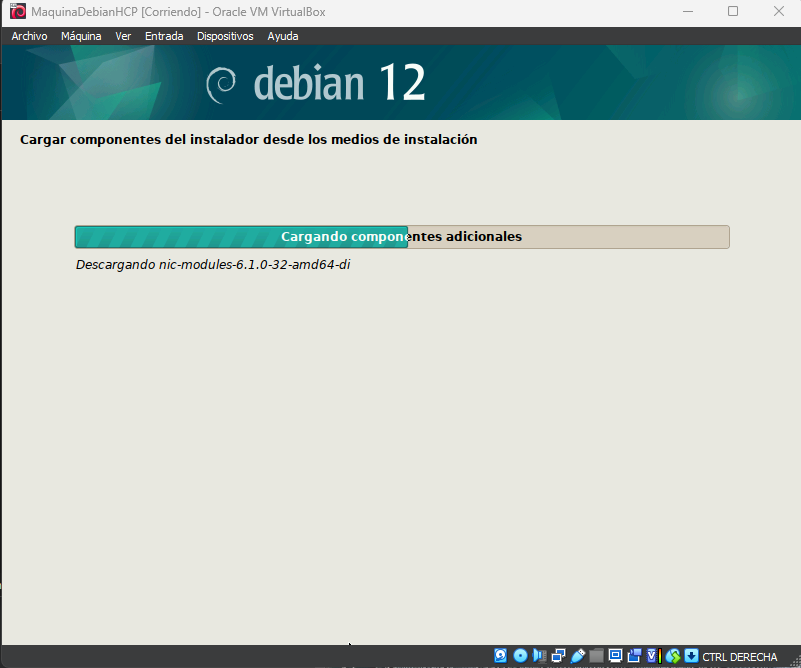 MaquinaDebianHCP [Corriendo] - Oracle VM VirtualBox
Archivo Máquina Ver Entrada Dispositivos Ayuda
debian 12
Cargar componentes del instalador desde los medios de instalación
Cargando componentes adicionales
Descargando nic-modules-6.1.0-32-amd64-di
CTRL DERECHA